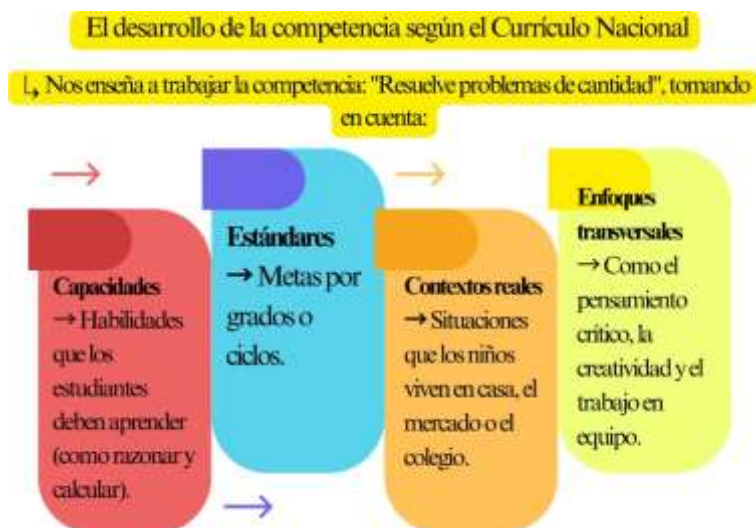 El desarrollo de la competencia según el Currículo Nacional
↳ Nos enseña a trabajar la competencia: "Resuelve problemas de cantidad", tomando
en cuenta:
Capacidades
→ Habilidades
que los
estudiantes
deben aprender
(como razonar y
calcular).
Estándares
→ Metas por
grados o
ciclos.
Contextos reales
→ Situaciones
que los niños
viven en casa, el
mercado o el
colegio.
Enfoques
transversales
→ Como el
pensamiento
crítico, la
creatividad y el
trabajo en
equipo.